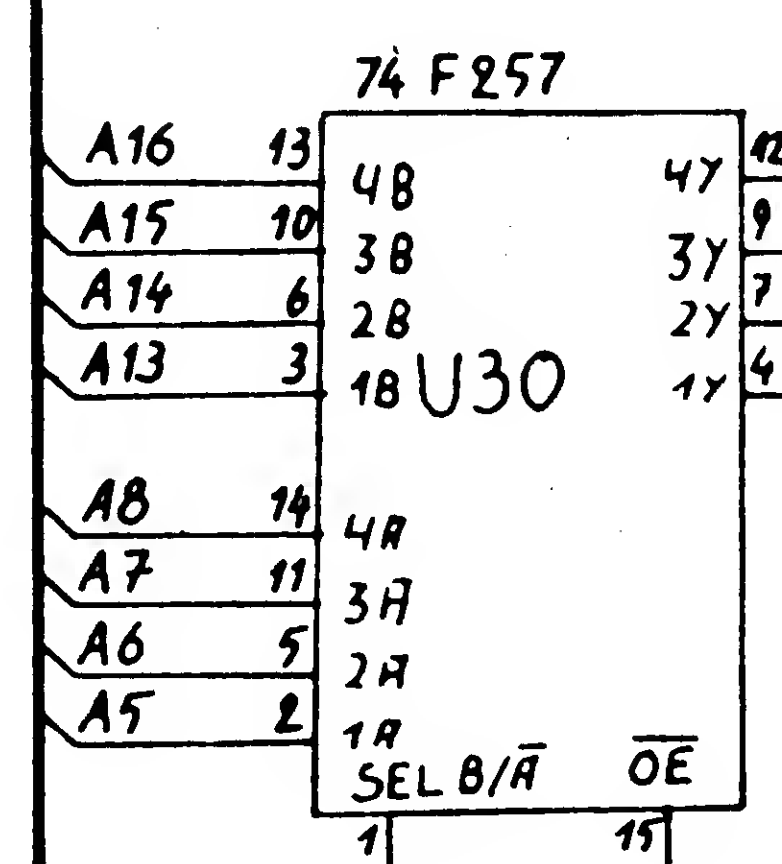 74 F257
A16 13 4B 4Y 12
A15 10 3B 3Y 9
A14 6 2B 2Y 7
A13 3 1B U30 1Y 4
A8 14 4A
A7 11 3A
A6 5 2A
A5 2 1A
SEL B/A̅ O̅E̅
1 15